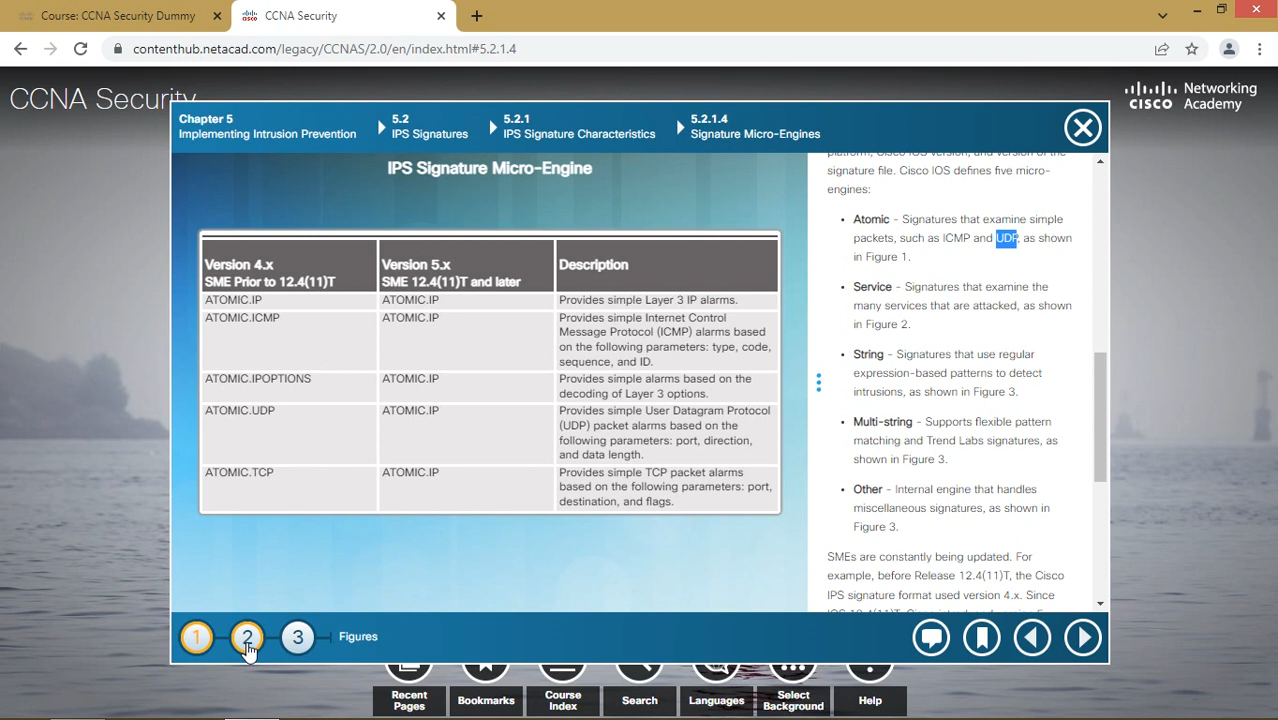 Course: CCNA Security Dummy
CCNA Security
contenthub.netacad.com/legacy/CCNAS/2.0/en/index.html#5.2.1.4
CCNA Security
CISCO
Networking
Academy
Chapter 5
Implementing Intrusion Prevention
5.2
IPS Signatures
5.2.1
IPS Signature Characteristics
5.2.1.4
Signature Micro-Engines
IPS Signature Micro-Engine
Version 4.x
SME Prior to 12.4(11)T
Version 5.x
SME 12.4(11)T and later
Description
ATOMIC.IP
ATOMIC.IP
Provides simple Layer 3 IP alarms.
ATOMIC.ICMP
ATOMIC.IP
Provides simple Internet Control
Message Protocol (ICMP) alarms based
on the following parameters: type, code,
sequence, and ID.
ATOMIC.IPOPTIONS
ATOMIC.IP
Provides simple alarms based on the
decoding of Layer 3 options.
ATOMIC.UDP
ATOMIC.IP
Provides simple User Datagram Protocol
(UDP) packet alarms based on the
following parameters: port, direction,
and data length.
ATOMIC.TCP
ATOMIC.IP
Provides simple TCP packet alarms
based on the following parameters: port,
destination, and flags.
platform, Cisco IOS version, and version of the
signature file. Cisco IOS defines five micro-
engines:
• Atomic - Signatures that examine simple
packets, such as ICMP and UDP, as shown
in Figure 1.
• Service - Signatures that examine the
many services that are attacked, as shown
in Figure 2.
• String - Signatures that use regular
expression-based patterns to detect
intrusions, as shown in Figure 3.
• Multi-string - Supports flexible pattern
matching and Trend Labs signatures, as
shown in Figure 3.
• Other - Internal engine that handles
miscellaneous signatures, as shown in
Figure 3.
SMEs are constantly being updated. For
example, before Release 12.4(11)T, the Cisco
IPS signature format used version 4.x. Since
1
2
3
Figures
Recent
Pages
Bookmarks
Course
Index
Search
Languages
Select
Background
Help